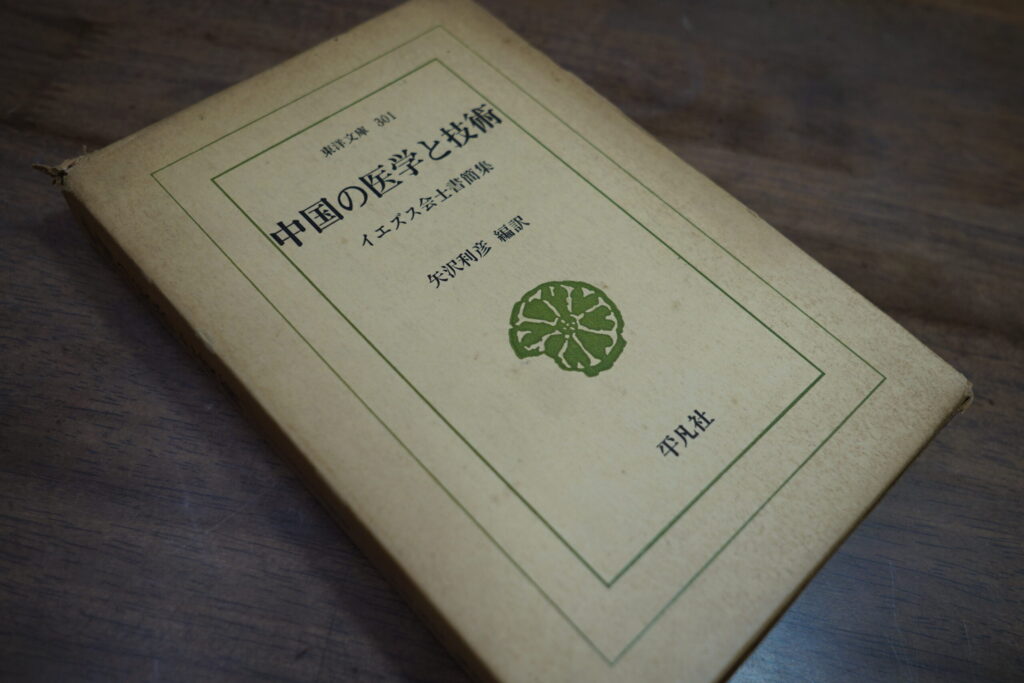 東洋文庫 301
中国の医学と技術
イエズス会士書簡集
矢沢利彦 編訳
平凡社